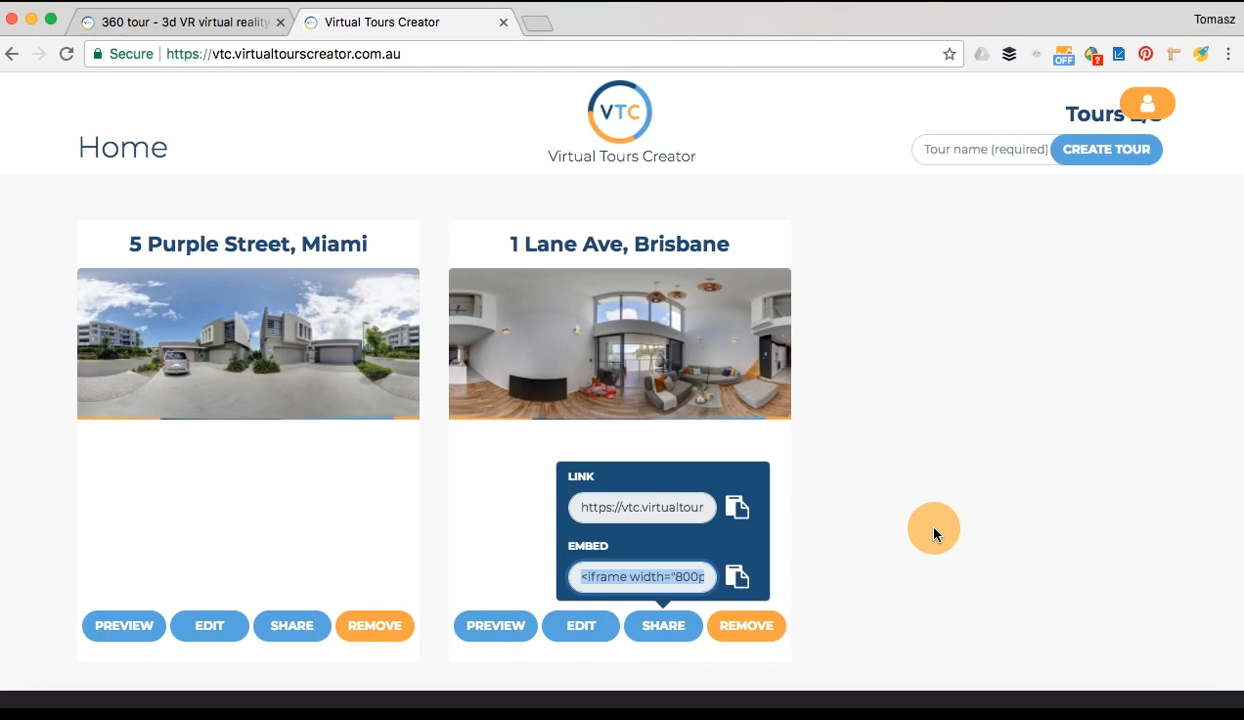 360 tour - 3d VR virtual reality
Virtual Tours Creator
Tomasz
Secure
https://vtc.virtualtourscreator.com.au
OFF
?
Home
VTC
Virtual Tours Creator
Tours
Tour name (required)
CREATE TOUR
5 Purple Street, Miami
1 Lane Ave, Brisbane
LINK
https://vtc.virtualtour
EMBED
<iframe width="800p
PREVIEW EDIT SHARE REMOVE
PREVIEW EDIT SHARE REMOVE